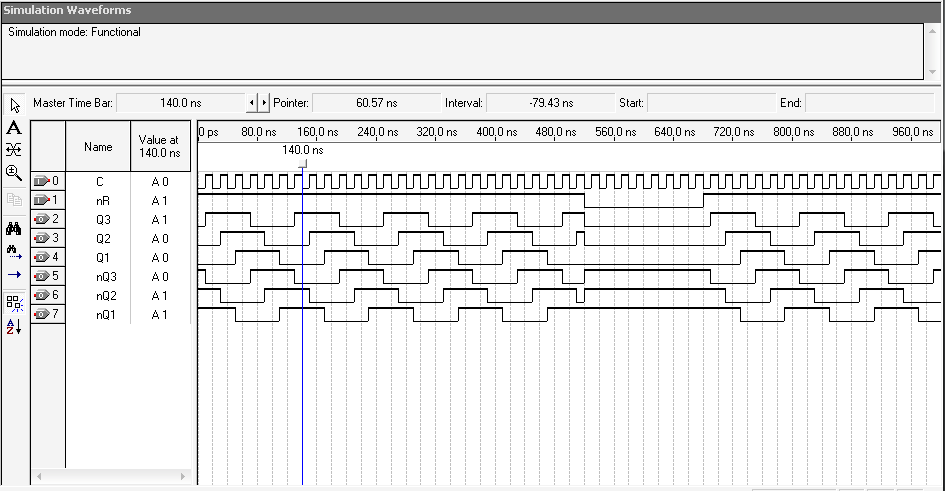 Simulation Waveforms
Simulation mode: Functional
Master Time Bar: 140.0 ns Pointer: 60.57 ns Interval: -79.43 ns Start: End:
Name Value at 140.0 ns
0 ps 80.0 ns 160.0 ns 240.0 ns 320.0 ns 400.0 ns 480.0 ns 560.0 ns 640.0 ns 720.0 ns 800.0 ns 880.0 ns 960.0 ns
140.0 ns
0 C A 0
1 nR A 1
2 Q3 A 1
3 Q2 A 0
4 Q1 A 0
5 nQ3 A 0
6 nQ2 A 1
7 nQ1 A 1